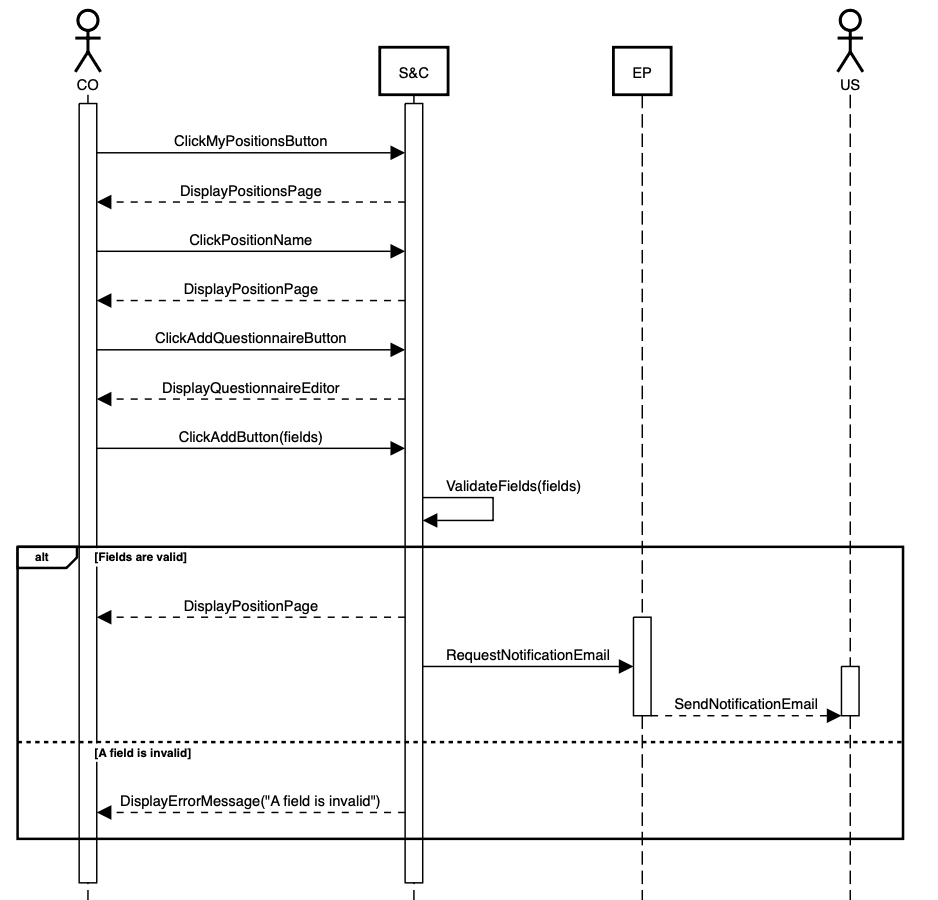 CO
S&C
EP
US
ClickMyPositionsButton
DisplayPositionsPage
ClickPositionName
DisplayPositionPage
ClickAddQuestionnaireButton
DisplayQuestionnaireEditor
ClickAddButton(fields)
ValidateFields(fields)
alt
[Fields are valid]
DisplayPositionPage
RequestNotificationEmail
SendNotificationEmail
[A field is invalid]
DisplayErrorMessage("A field is invalid")